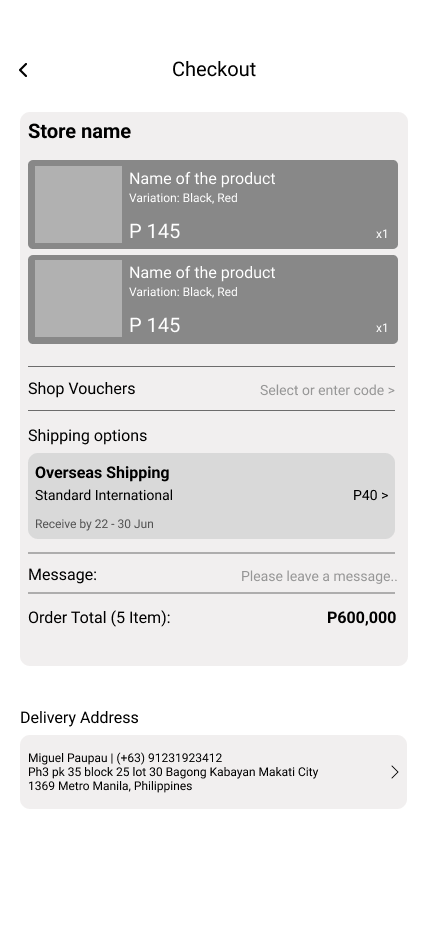 Checkout
Store name
Name of the product
Variation: Black, Red
P 145
x1
Name of the product
Variation: Black, Red
P 145
x1
Shop Vouchers
Select or enter code >
Shipping options
Overseas Shipping
Standard International
P40 >
Receive by 22 - 30 Jun
Message:
Please leave a message..
Order Total (5 Item):
P600,000
Delivery Address
Miguel Paupau | (+63) 91231923412
Ph3 pk 35 block 25 lot 30 Bagong Kabayan Makati City
1369 Metro Manila, Philippines